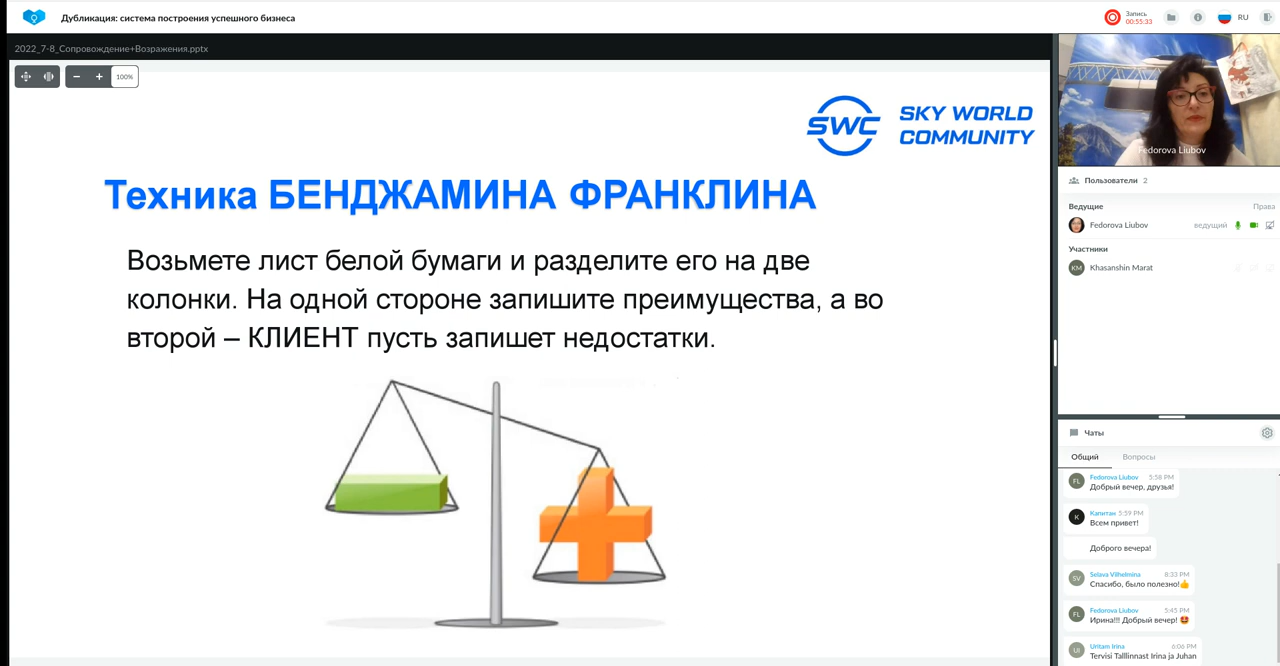 Дубликация: система построения успешного бизнеса
Запись
00:55:33
RU
2022_7-8_Сопровождение+Возражения.pptx
100%
SWC
SKY WORLD
COMMUNITY
Техника БЕНДЖАМИНА ФРАНКЛИНА
Возьмете лист белой бумаги и разделите его на две
колонки. На одной стороне запишите преимущества, а во
второй – КЛИЕНТ пусть запишет недостатки.
Fedorova Liubov
Пользователи 2
Ведущие Права
Fedorova Liubov ведущий
Участники
KM Khasanshin Marat
Чаты
Общий Вопросы
FL Fedorova Liubov 5:58 PM
Добрый вечер, друзья!
К Капитан 5:59 PM
Всем привет!
Доброго вечера!
SV Selava Vilhelmina 8:33 PM
Спасибо, было полезно!👍
FL Fedorova Liubov 5:45 PM
Ирина!!! Добрый вечер! 🤩
UI Uritam Irina 6:06 PM
Tervisi Talllinnast Irina ja Juhan